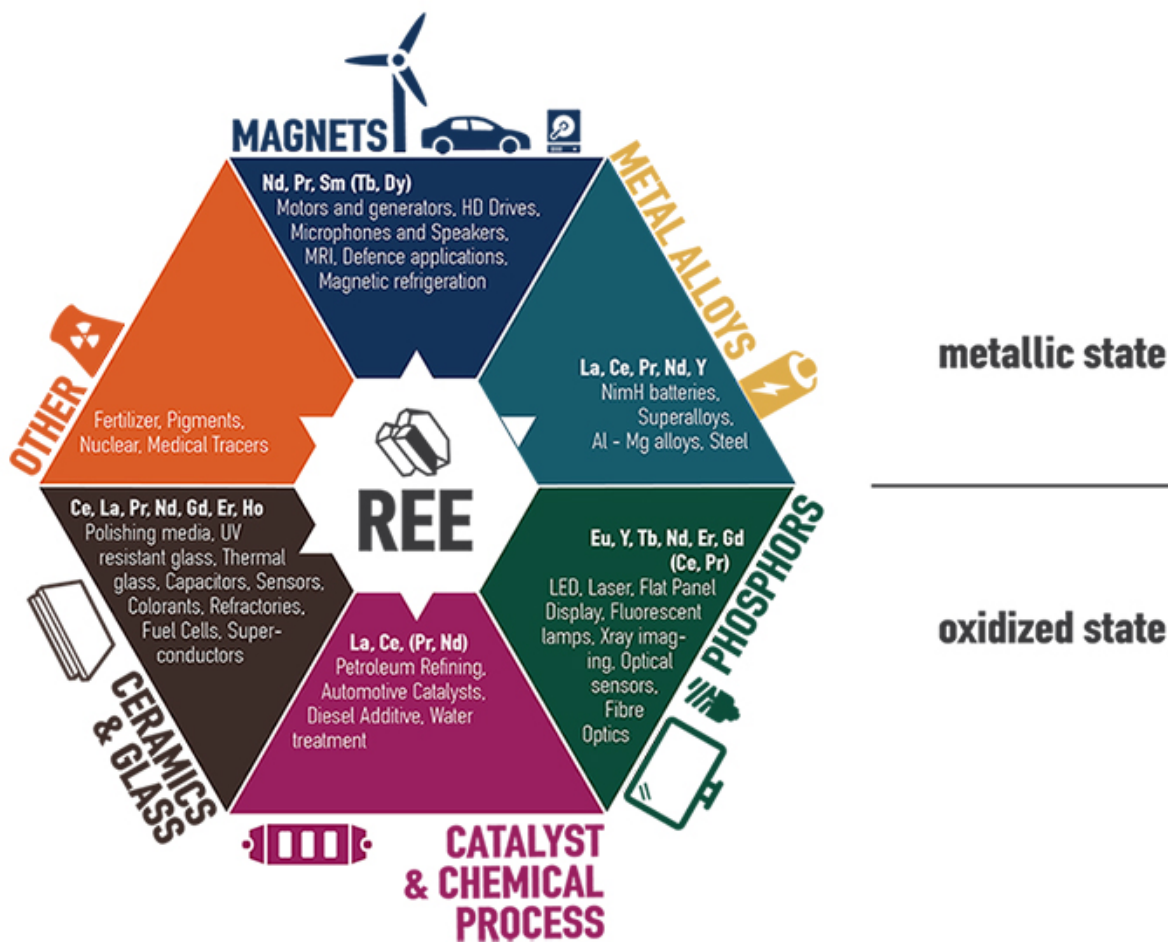 MAGNETS
Nd, Pr, Sm (Tb, Dy)
Motors and generators, HD Drives,
Microphones and Speakers,
MRI, Defence applications,
Magnetic refrigeration
METAL ALLOYS
La, Ce, Pr, Nd, Y
NimH batteries,
Superalloys,
Al - Mg alloys, Steel
metallic state
OTHER
Fertilizer, Pigments,
Nuclear, Medical Tracers
REE
Ce, La, Pr, Nd, Gd, Er, Ho
Polishing media, UV
resistant glass, Thermal
glass, Capacitors, Sensors,
Colorants, Refractories,
Fuel Cells, Super-
conductors
CERAMICS
& GLASS
Eu, Y, Tb, Nd, Er, Gd
(Ce, Pr)
LED, Laser, Flat Panel
Display, Fluorescent
lamps, Xray imag-
ing, Optical
sensors,
Fibre
Optics
PHOSPHORS
oxidized state
La, Ce, (Pr, Nd)
Petroleum Refining,
Automotive Catalysts,
Diesel Additive, Water
treatment
CATALYST
& CHEMICAL
PROCESS